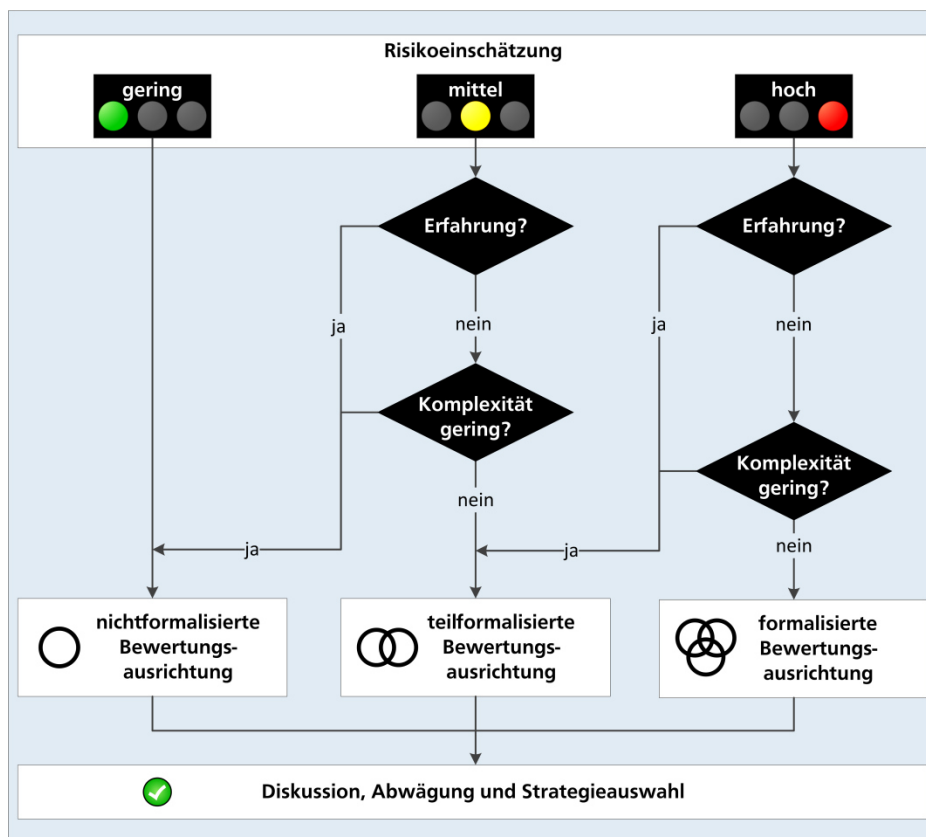 Risikoeinschätzung
gering
mittel
hoch
Erfahrung?
Erfahrung?
ja
nein
ja
nein
Komplexität
gering?
Komplexität
gering?
nein
ja
ja
nein
nichtformalisierte
Bewertungs-
ausrichtung
teilformalisierte
Bewertungs-
ausrichtung
formalisierte
Bewertungs-
ausrichtung
Diskussion, Abwägung und Strategieauswahl